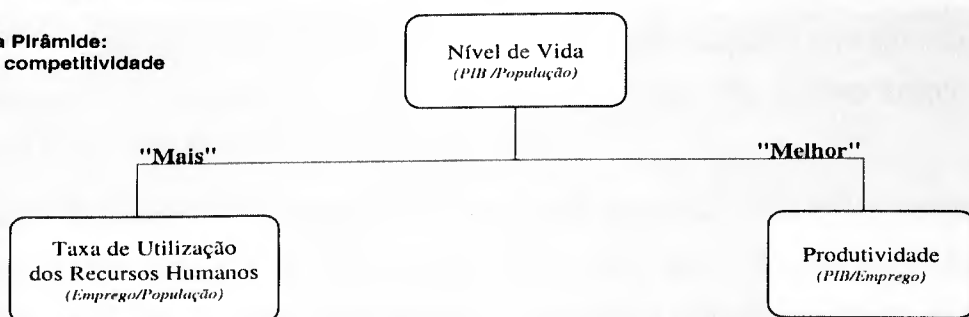 a Pirâmide:
competitividade
Nível de Vida
(PIB /População)
"Mais"
"Melhor"
Taxa de Utilização
dos Recursos Humanos
(Emprego/População)
Produtividade
(PIB/Emprego)